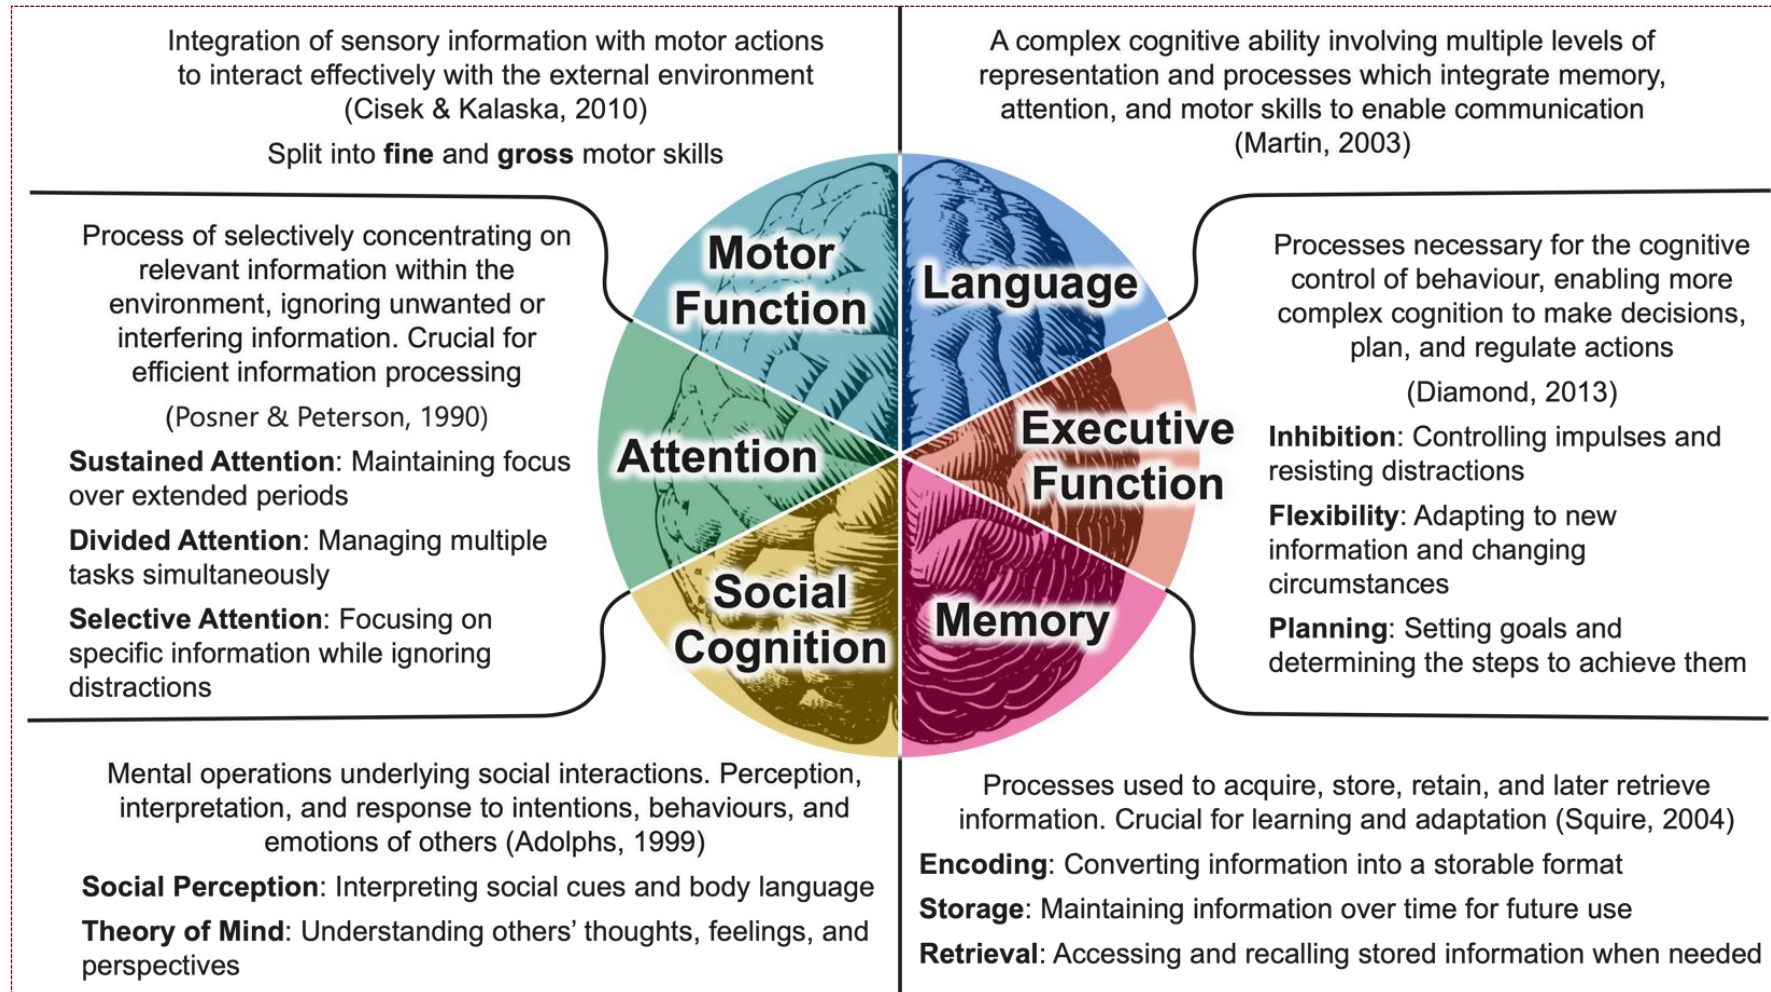 Integration of sensory information with motor actions
to interact effectively with the external environment
(Cisek & Kalaska, 2010)
Split into fine and gross motor skills
A complex cognitive ability involving multiple levels of
representation and processes which integrate memory,
attention, and motor skills to enable communication
(Martin, 2003)
Process of selectively concentrating on
relevant information within the
environment, ignoring unwanted or
interfering information. Crucial for
efficient information processing
(Posner & Peterson, 1990)
Sustained Attention: Maintaining focus
over extended periods
Divided Attention: Managing multiple
tasks simultaneously
Selective Attention: Focusing on
specific information while ignoring
distractions
Motor
Function
Language
Attention
Executive
Function
Social
Cognition
Memory
Processes necessary for the cognitive
control of behaviour, enabling more
complex cognition to make decisions,
plan, and regulate actions
(Diamond, 2013)
Inhibition: Controlling impulses and
resisting distractions
Flexibility: Adapting to new
information and changing
circumstances
Planning: Setting goals and
determining the steps to achieve them
Mental operations underlying social interactions. Perception,
interpretation, and response to intentions, behaviours, and
emotions of others (Adolphs, 1999)
Social Perception: Interpreting social cues and body language
Theory of Mind: Understanding others' thoughts, feelings, and
perspectives
Processes used to acquire, store, retain, and later retrieve
information. Crucial for learning and adaptation (Squire, 2004)
Encoding: Converting information into a storable format
Storage: Maintaining information over time for future use
Retrieval: Accessing and recalling stored information when needed